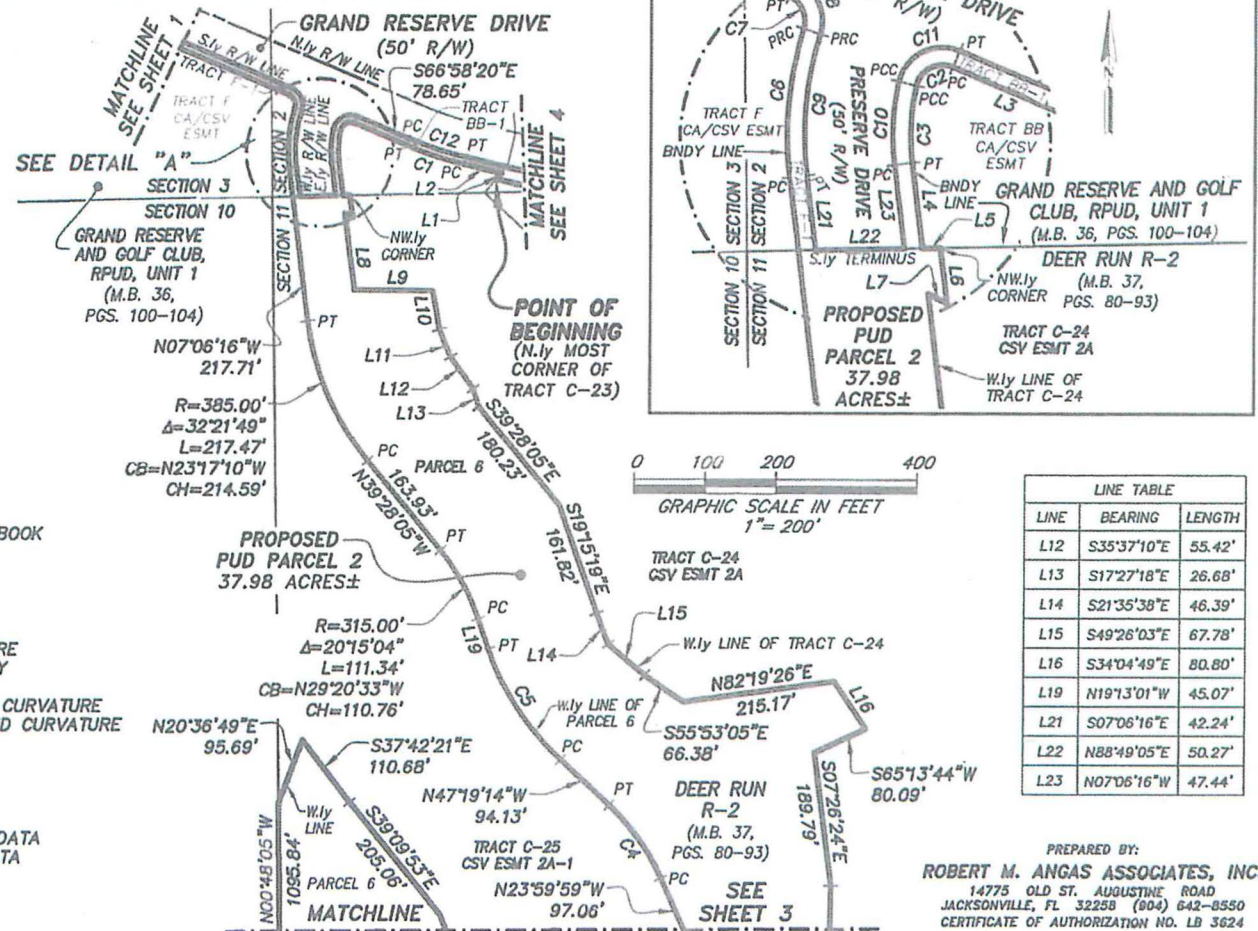 MATCHLINE
SEE SHEET 1
GRAND RESERVE DRIVE
(50' R/W)
S.ly R/W LINE
N.ly R/W LINE
S66°58'20"E
78.65'
TRACT F
CA/CSV
ESMT
SECTION 2
W.ly R/W LINE
E.ly R/W LINE
TRACT
BB-1
PC
C12
PT
PT
C1
PC
L2
L1
MATCHLINE
SEE SHEET 4
SEE DETAIL "A"
SECTION 3
SECTION 10
SECTION 11
GRAND RESERVE
AND GOLF CLUB,
RPUD, UNIT 1
(M.B. 36,
PGS. 100-104)
NW.ly
CORNER
L8
L9
L10
PT
N07°06'16"W
217.71'
L11
L12
L13
POINT OF
BEGINNING
(N.ly MOST
CORNER OF
TRACT C-23)
R=385.00'
Δ=32°21'49"
L=217.47'
CB=N23°17'10"W
CH=214.59'
S39°28'05"E
180.23'
PC
PARCEL 6
163.93'
N39°28'05"W
PT
S19°15'19"E
161.82'
BOOK
PROPOSED
PUD PARCEL 2
37.98 ACRES±
TRACT C-24
CSV ESMT 2A
R=315.00'
Δ=20°15'04"
L=111.34'
CB=N29°20'33"W
CH=110.76'
PC
L19
PT
L14
L15
W.ly LINE OF TRACT C-24
C5
W.ly LINE OF
PARCEL 6
N82°19'26"E
215.17'
L16
S55°53'05"E
66.38'
S65°13'44"W
80.09'
CURVATURE
D CURVATURE
N20°36'49"E
95.69'
S37°42'21"E
110.68'
PC
N47°19'14"W
94.13'
PT
DEER RUN
R-2
(M.B. 37,
PGS. 80-93)
S07°26'24"E
189.79'
W.ly
LINE
S39°09'53"E
205.06'
TRACT C-25
CSV ESMT 2A-1
C4
PC
N00°48'05"W
1095.84'
PARCEL 6
MATCHLINE
N23°59'59"W
97.06'
SEE
SHEET 3
DATA
TA
RE
Y
DRIVE
R/W)
PT
C7
PRC
PRC
C11
PT
PCC
C2
PC
TRACT BB-1
PCC
L3
C6
C9
PRESERVE DRIVE
(50' R/W)
C10
C3
TRACT F
CA/CSV ESMT
BNDY LINE
TRACT BB
CA/CSV
ESMT
SECTION 3
SECTION 2
PC
PT
L21
PC
L23
PT
L4
BNDY
LINE
L5
GRAND RESERVE AND GOLF
CLUB, RPUD, UNIT 1
(M.B. 36, PGS. 100-104)
L22
S.ly TERMINUS
L7
L6
NW.ly
CORNER
DEER RUN R-2
(M.B. 37,
PGS. 80-93)
SECTION 10
SECTION 11
PROPOSED
PUD
PARCEL 2
37.98
ACRES±
TRACT C-24
CSV ESMT 2A
W.ly LINE OF
TRACT C-24
0 100 200 400
GRAPHIC SCALE IN FEET
1"= 200'
LINE TABLE
LINE BEARING LENGTH
L12 S35°37'10"E 55.42'
L13 S17°27'18"E 26.68'
L14 S21°35'38"E 46.39'
L15 S49°26'03"E 67.78'
L16 S34°04'49"E 80.80'
L19 N19°13'01"W 45.07'
L21 S07°06'16"E 42.24'
L22 N88°49'05"E 50.27'
L23 N07°06'16"W 47.44'
PREPARED BY:
ROBERT M. ANGAS ASSOCIATES, INC
14775 OLD ST. AUGUSTINE ROAD
JACKSONVILLE, FL 32258 (904) 642-8550
CERTIFICATE OF AUTHORIZATION NO. LB 3624